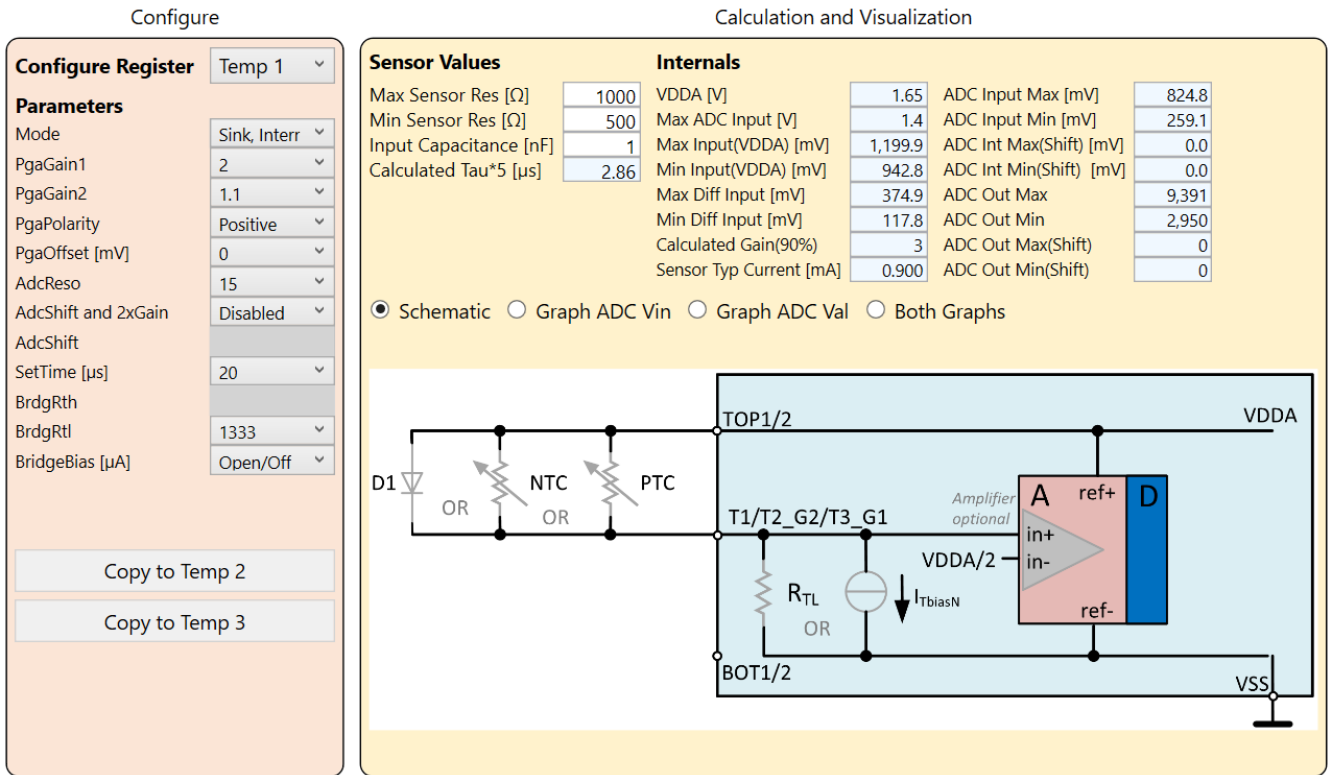 Configure
Configure Register Temp 1
Parameters
Mode Sink, Interr
PgaGain1 2
PgaGain2 1.1
PgaPolarity Positive
PgaOffset [mV] 0
AdcReso 15
AdcShift and 2xGain Disabled
AdcShift
SetTime [µs] 20
BrdgRth
BrdgRtl 1333
BridgeBias [µA] Open/Off
Copy to Temp 2
Copy to Temp 3
Calculation and Visualization
Sensor Values
Max Sensor Res [Ω] 1000
Min Sensor Res [Ω] 500
Input Capacitance [nF] 1
Calculated Tau*5 [µs] 2.86
Internals
VDDA [V] 1.65 ADC Input Max [mV] 824.8
Max ADC Input [V] 1.4 ADC Input Min [mV] 259.1
Max Input(VDDA) [mV] 1,199.9 ADC Int Max(Shift) [mV] 0.0
Min Input(VDDA) [mV] 942.8 ADC Int Min(Shift) [mV] 0.0
Max Diff Input [mV] 374.9 ADC Out Max 9,391
Min Diff Input [mV] 117.8 ADC Out Min 2,950
Calculated Gain(90%) 3 ADC Out Max(Shift) 0
Sensor Typ Current [mA] 0.900 ADC Out Min(Shift) 0
Schematic Graph ADC Vin Graph ADC Val Both Graphs
TOP1/2 VDDA
D1 NTC PTC
OR OR
Amplifier
optional
A ref+ D
T1/T2_G2/T3_G1
in+
VDDA/2 in-
RTL ITbiasN
OR
ref-
BOT1/2
VSS